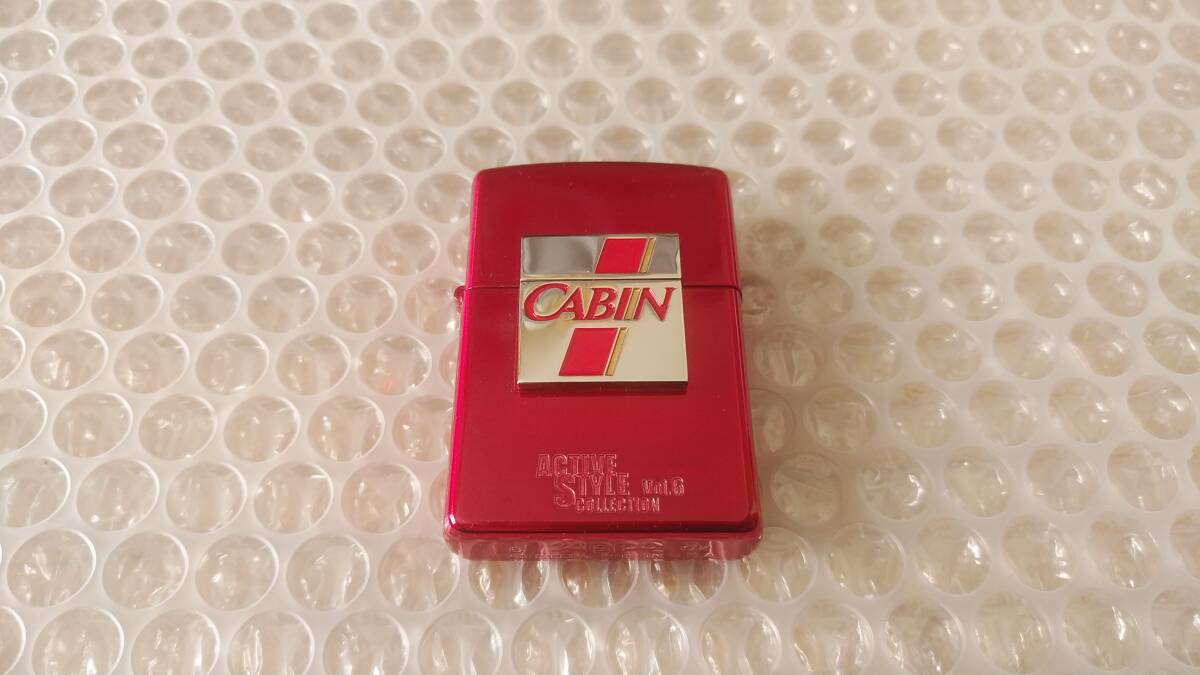 CABIN
ACTIVE
STYLE Vol.6
COLLECTION